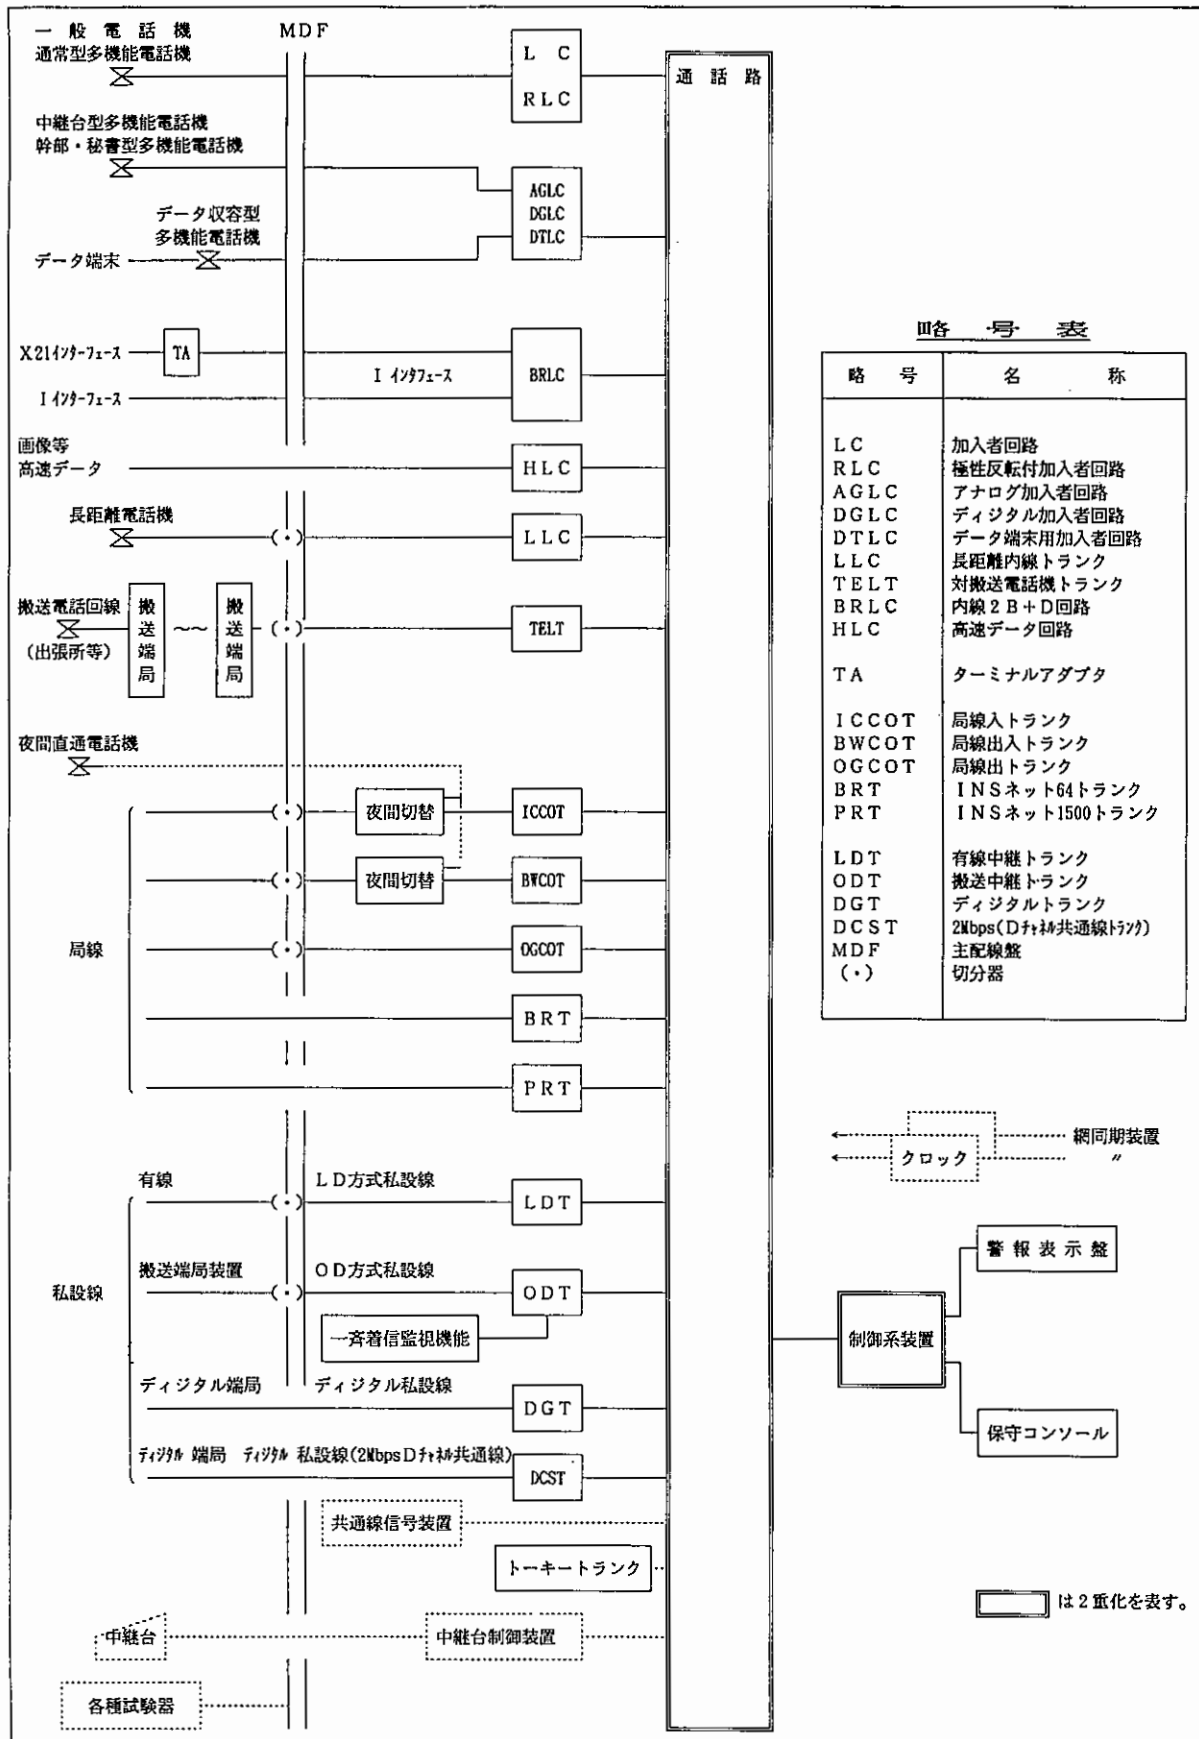 一般電話機
MDF
通常型多機能電話機
LC
RLC
通話路
中継台型多機能電話機
幹部・秘書型多機能電話機
AGLC
DGLC
DTLC
データ収容型
多機能電話機
データ端末
X21インターフェース
TA
I インタフェース
BRLC
I インターフェース
画像等
高速データ
HLC
長距離電話機
(・)
LLC
搬送電話回線
(出張所等)
搬送端局
~~
搬送端局
(・)
TELT
夜間直通電話機
(・)
夜間切替
ICCOT
(・)
夜間切替
BWCOT
局線
(・)
OGCOT
BRT
PRT
有線
LD方式私設線
(・)
LDT
私設線
搬送端局装置
OD方式私設線
(・)
ODT
一斉着信監視機能
ディジタル端局
ディジタル私設線
DGT
ディジタル 端局
ディジタル 私設線(2MbpsDチャネル共通線)
DCST
共通線信号装置
トーキートランク
中継台
中継台制御装置
各種試験器
略号表
略号 名称
LC 加入者回路
RLC 極性反転付加入者回路
AGLC アナログ加入者回路
DGLC ディジタル加入者回路
DTLC データ端末用加入者回路
LLC 長距離内線トランク
TELT 対搬送電話機トランク
BRLC 内線2B+D回路
HLC 高速データ回路
TA ターミナルアダプタ
ICCOT 局線入トランク
BWCOT 局線出入トランク
OGCOT 局線出トランク
BRT INSネット64トランク
PRT INSネット1500トランク
LDT 有線中継トランク
ODT 搬送中継トランク
DGT ディジタルトランク
DCST 2Mbps(Dチャネル共通線トランク)
MDF 主配線盤
(・) 切分器
クロック
網同期装置
〃
警報表示盤
制御系装置
保守コンソール
は2重化を表す。